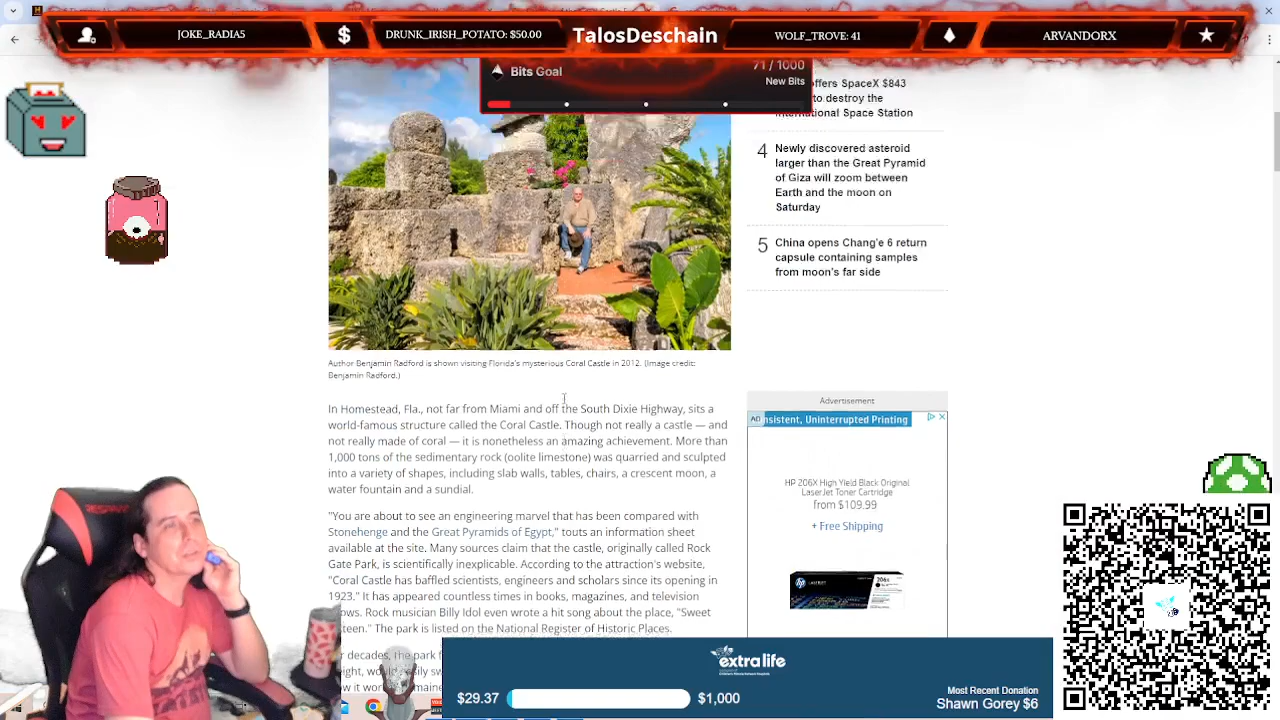 JOKE_RADIA5
DRUNK_IRISH_POTATO: $50.00
TalosDeschain
WOLF_TROVE: 41
ARVANDORX
Bits Goal
71 / 1000
New Bits
offers SpaceX $843
to destroy the
International Space Station
4
Newly discovered asteroid
larger than the Great Pyramid
of Giza will zoom between
Earth and the moon on
Saturday
5
China opens Chang'e 6 return
capsule containing samples
from moon's far side
Author Benjamin Radford is shown visiting Florida's mysterious Coral Castle in 2012. (Image credit:
Benjamin Radford.)
In Homestead, Fla., not far from Miami and off the South Dixie Highway, sits a
world-famous structure called the Coral Castle. Though not really a castle — and
not really made of coral — it is nonetheless an amazing achievement. More than
1,000 tons of the sedimentary rock (oolite limestone) was quarried and sculpted
into a variety of shapes, including slab walls, tables, chairs, a crescent moon, a
water fountain and a sundial.
"You are about to see an engineering marvel that has been compared with
Stonehenge and the Great Pyramids of Egypt," touts an information sheet
available at the site. Many sources claim that the castle, originally called Rock
Gate Park, is scientifically inexplicable. According to the attraction's website,
"Coral Castle has baffled scientists, engineers and scholars since its opening in
1923." It has appeared countless times in books, magazines, and television
ows. Rock musician Billy Idol even wrote a hit song about the place, "Sweet
teen." The park is listed on the National Register of Historic Places.
r decades, the park f
Advertisement
AD
nsistent, Uninterrupted Printing
HP 206X High Yield Black Original
LaserJet Toner Cartridge
from $109.99
+ Free Shipping
extra life
$29.37
$1,000
Most Recent Donation
Shawn Gorey $6